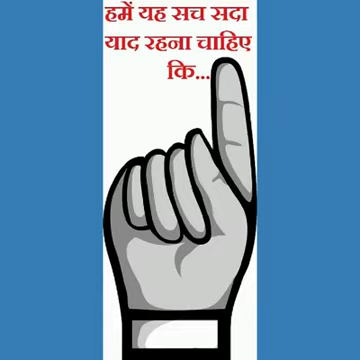 हमें यह सच सदा
याद रहना चाहिए
कि...